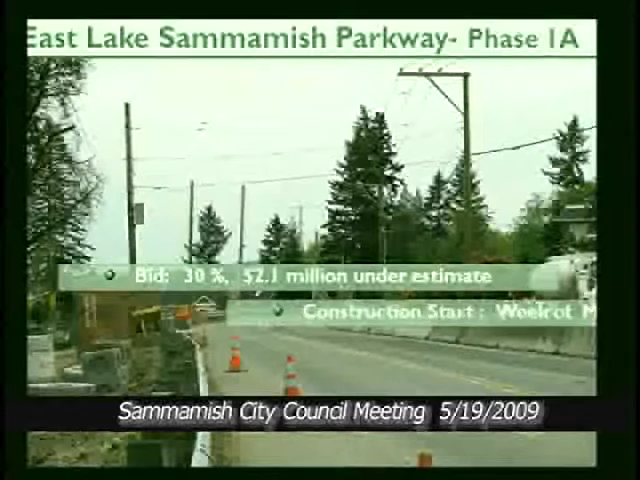 East Lake Sammamish Parkway- Phase 1A
Bid: 30 %, $2.1 million under estimate
Construction Start: M
Sammamish City Council Meeting 5/19/2009